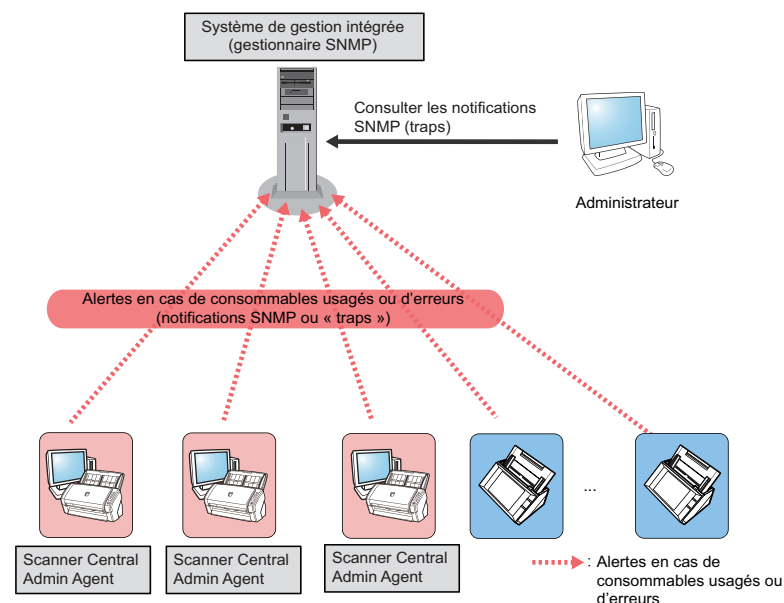 Système de gestion intégrée
(gestionnaire SNMP)
Consulter les notifications
SNMP (traps)
Administrateur
Alertes en cas de consommables usagés ou d'erreurs
(notifications SNMP ou « traps »)
...
Scanner Central
Admin Agent
Scanner Central
Admin Agent
Scanner Central
Admin Agent
: Alertes en cas de
consommables usagés ou
d'erreurs